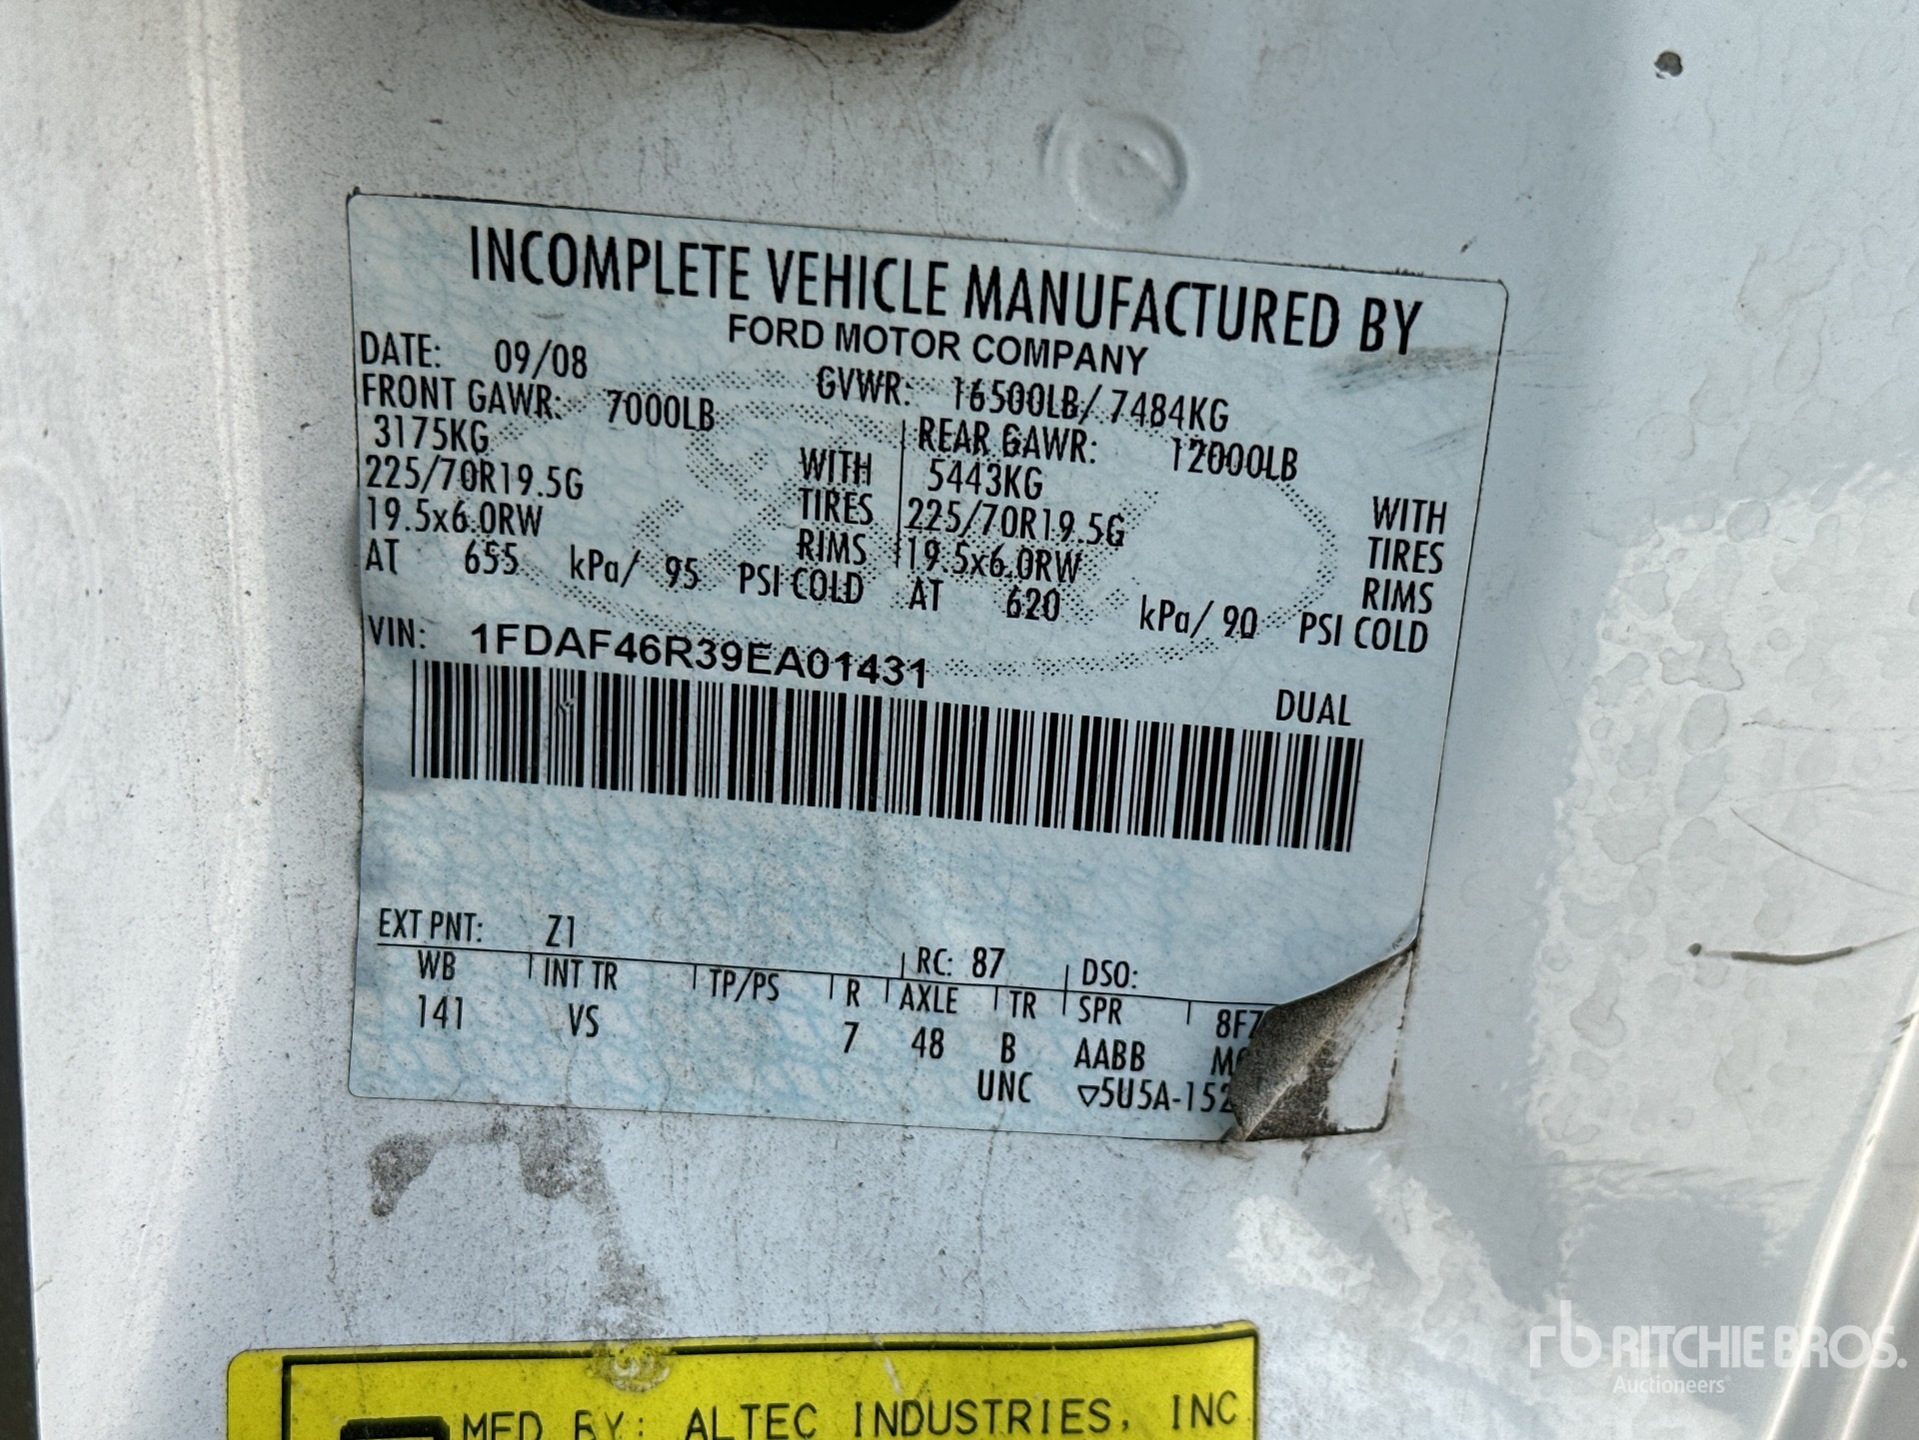 INCOMPLETE VEHICLE MANUFACTURED BY
FORD MOTOR COMPANY
DATE: 09/08 GVWR: 16500LB/ 7484KG
FRONT GAWR: 7000LB REAR GAWR: 12000LB
3175KG WITH 5443KG WITH
225/70R19.5G TIRES 225/70R19.5G TIRES
19.5x6.0RW RIMS 19.5x6.0RW RIMS
AT 655 kPa/ 95 PSI COLD AT 620 kPa/ 90 PSI COLD
VIN: 1FDAF46R39EA01431
DUAL
EXT PNT: Z1 RC: 87 DSO:
WB INT TR TP/PS R AXLE TR SPR 8F7
141 VS 7 48 B AABB
UNC ▽5U5A-152
MFD BY: ALTEC INDUSTRIES, INC
rb RITCHIE BROS.
Auctioneers